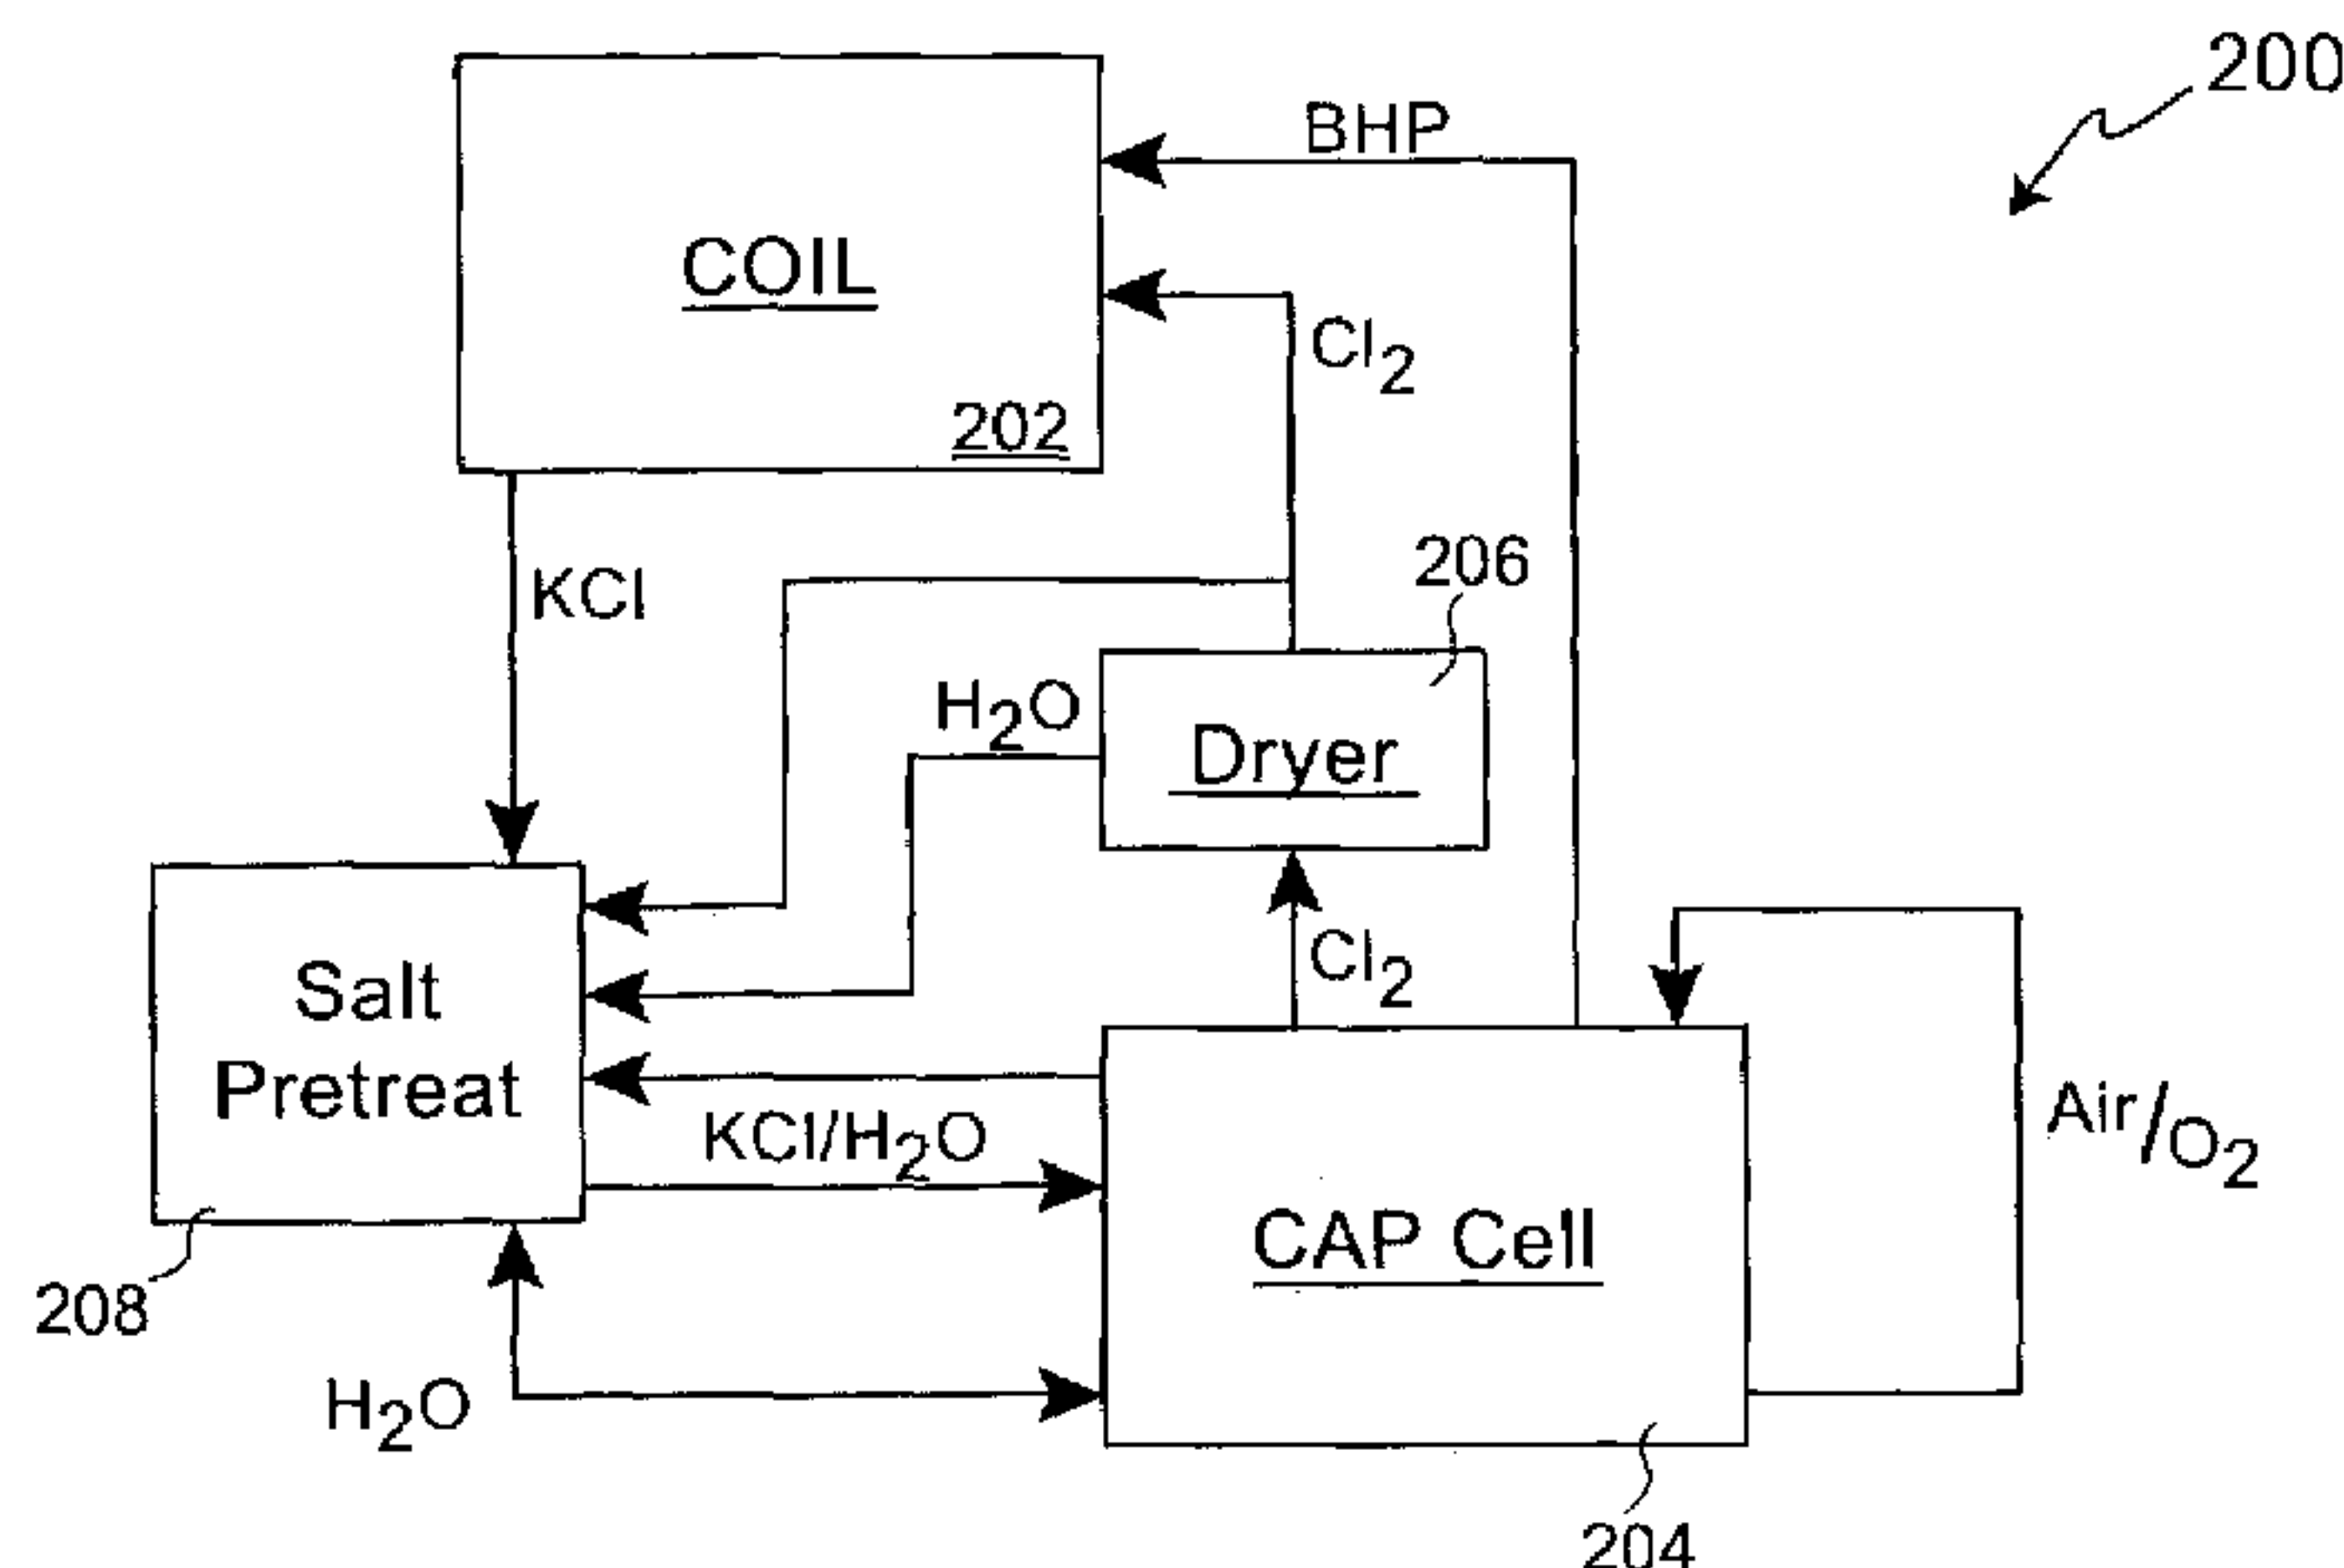 200
BHP
COIL
Cl2
202
206
KCl
H2O
Dryer
Cl2
Salt
Pretreat
Air/O2
KCl/H2O
CAP Cell
208
H2O
204